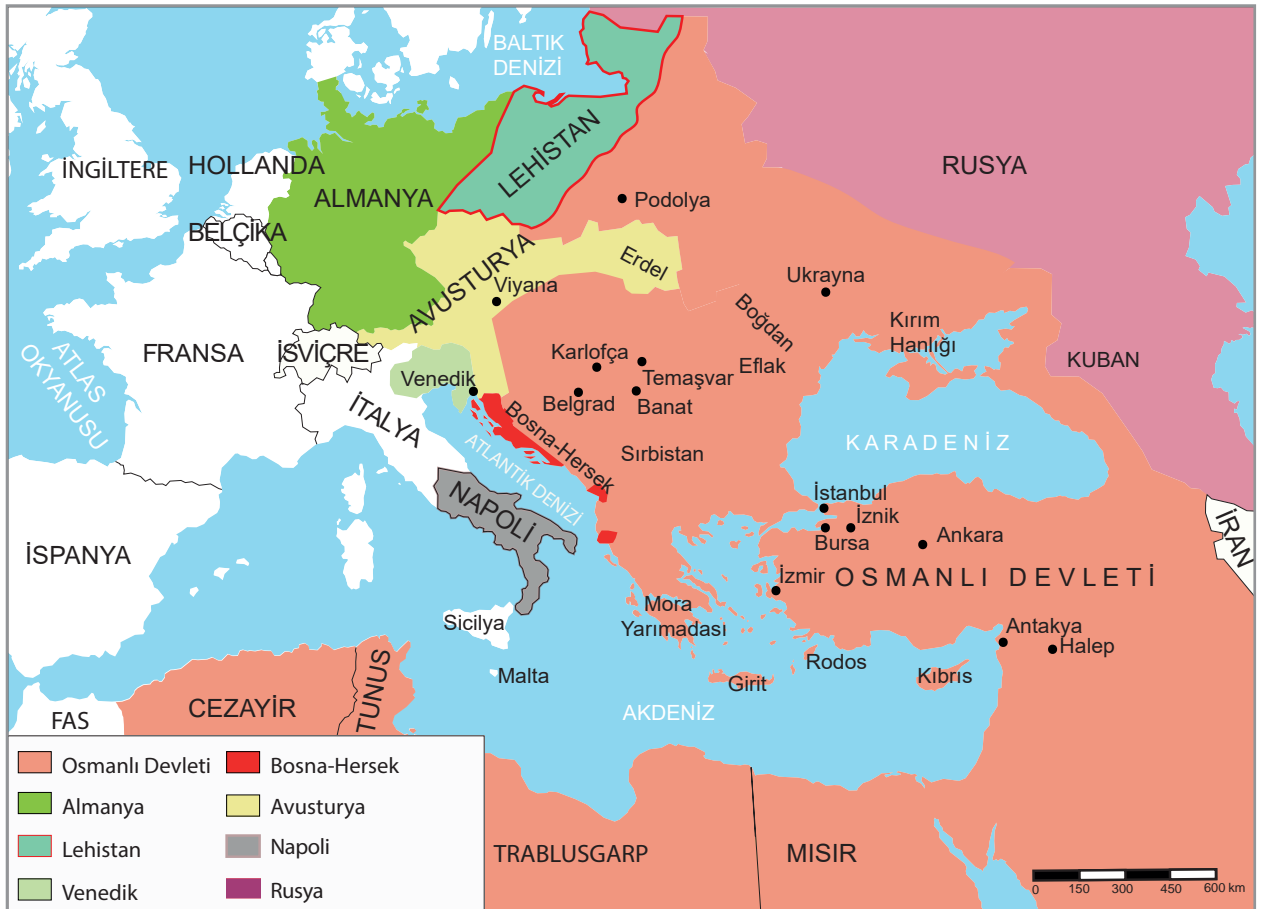 BALTIK
DENİZİ
İNGİLTERE
HOLLANDA
ALMANYA
LEHİSTAN
RUSYA
Podolya
BELÇİKA
AVUSTURYA
Erdel
Viyana
Ukrayna
Boğdan
Kırım
Hanlığı
ATLAS
OKYANUSU
FRANSA
İSVİÇRE
Karlofça
Temaşvar
Eflak
KUBAN
Venedik
Belgrad
Banat
İTALYA
Bosna-Hersek
ATLANTİK DENİZİ
Sırbistan
KARADENİZ
NAPOLİ
İSPANYA
İstanbul
İznik
Bursa
Ankara
İRAN
İzmir
OSMANLI DEVLETİ
Mora
Yarımadası
Sicilya
Antakya
Halep
Malta
Rodos
Girit
Kıbrıs
FAS
CEZAYİR
TUNUS
AKDENİZ
TRABLUSGARP
MISIR
Osmanlı Devleti
Bosna-Hersek
Almanya
Avusturya
Lehistan
Napoli
Venedik
Rusya
0 150 300 450 600 km